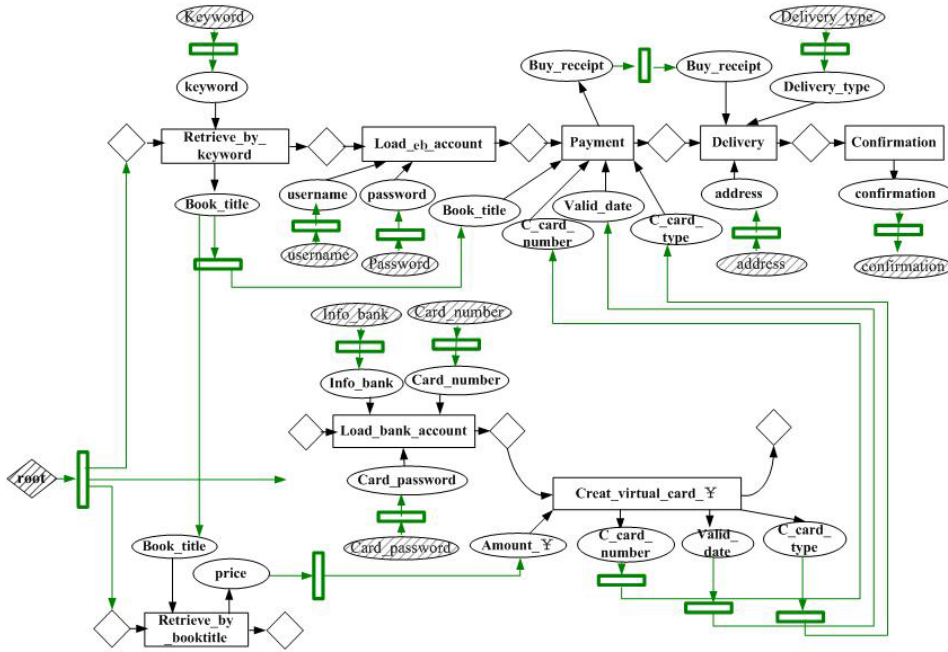 Keyword
Delivery_type
keyword
Buy_receipt
Buy_receipt
Delivery_type
Retrieve_by_
keyword
Load_eb_account
Payment
Delivery
Confirmation
username
password
Book_title
Book_title
Valid_date
C_card_
number
C_card_
type
address
confirmation
username
Password
address
confirmation
Info_bank
Card_number
Info_bank
Card_number
Load_bank_account
root
Card_password
Creat_virtual_card_¥
Card_password
Book_title
price
Amount_¥
C_card_
number
Valid_
date
C_card_
type
Retrieve_by
_booktitle